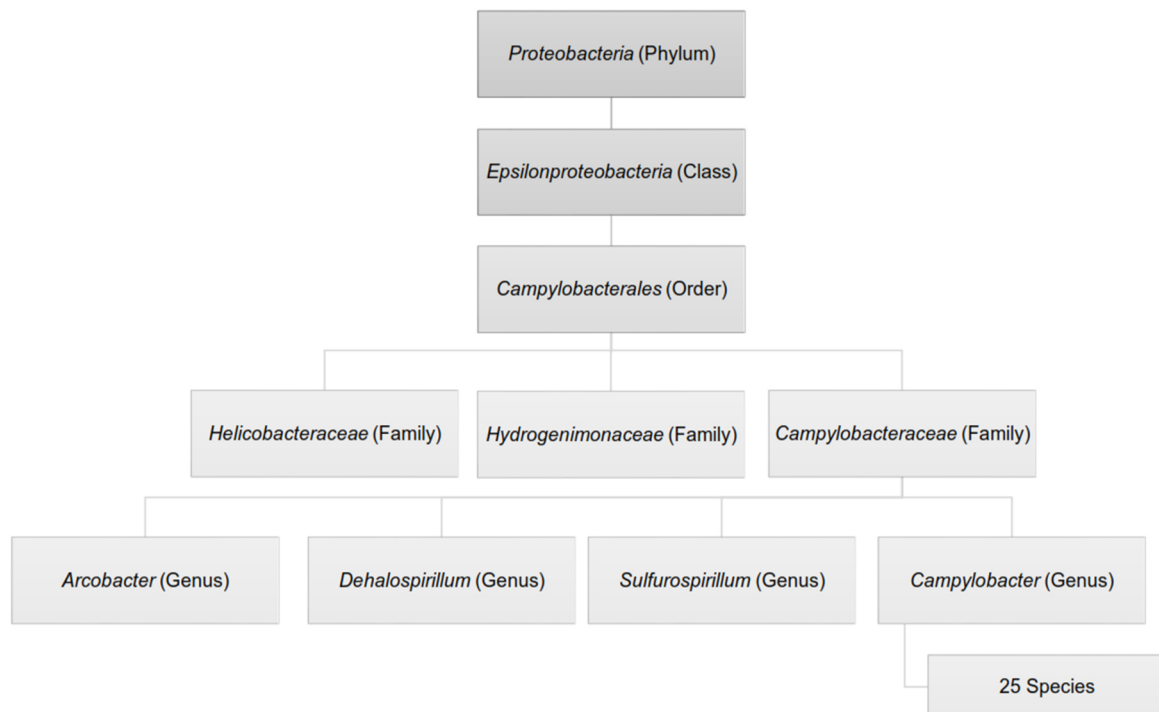 Proteobacteria (Phylum)
Epsilonproteobacteria (Class)
Campylobacterales (Order)
Helicobacteraceae (Family)
Hydrogenimonaceae (Family)
Campylobacteraceae (Family)
Arcobacter (Genus)
Dehalospirillum (Genus)
Sulfurospirillum (Genus)
Campylobacter (Genus)
25 Species